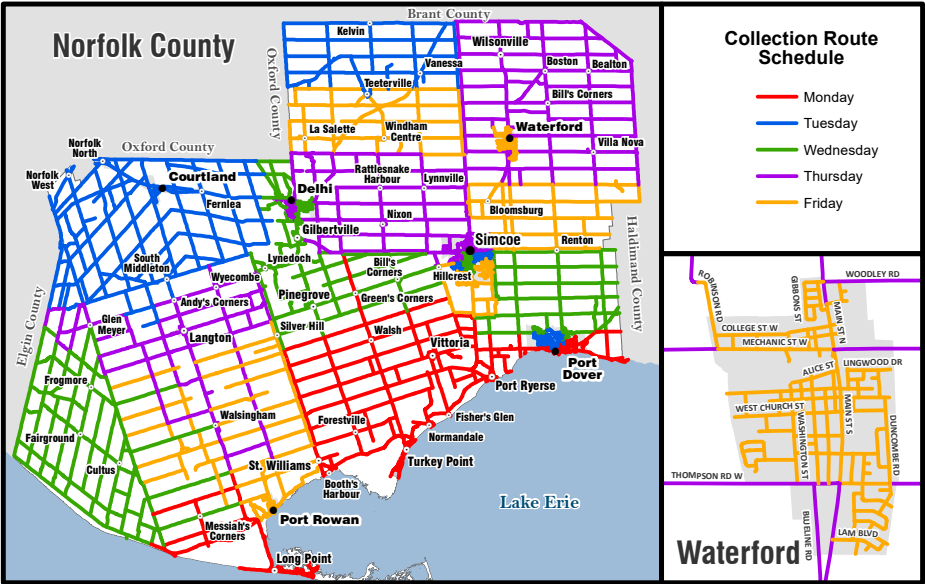 Brant County
Norfolk County
Kelvin
Wilsonville
Oxford County
Vanessa
Boston
Bealton
Teeterville
Bill's Corners
La Salette
Windham
Centre
Waterford
Villa Nova
Norfolk
North
Oxford County
Norfolk
West
Courtland
Delhi
Rattlesnake
Harbour
Lynnville
Fernlea
Nixon
Bloomsburg
Gilbertville
Simcoe
Renton
Haldimand County
South
Middleton
Lynedoch
Bill's
Corners
Hillcrest
Wyecombe
Pinegrove
Green's Corners
Andy's Corners
Elgin County
Glen
Meyer
Langton
Silver Hill
Walsh
Vittoria
Port
Dover
Frogmore
Port Ryerse
Walsingham
Forestville
Fisher's Glen
Normandale
Fairground
Cultus
St. Williams
Turkey Point
Booth's
Harbour
Lake Erie
Messiah's
Corners
Port Rowan
Long Point
Collection Route
Schedule
Monday
Tuesday
Wednesday
Thursday
Friday
ROBINSON RD
WOODLEY RD
GIBBONS ST
MAIN ST N
COLLEGE ST W
MECHANIC ST W
ALICE ST
LINGWOOD DR
WEST CHURCH ST
WASHINGTON ST
MAIN ST S
DUNCOMBE RD
THOMPSON RD W
BLUELINE RD
LAM BLVD
Waterford